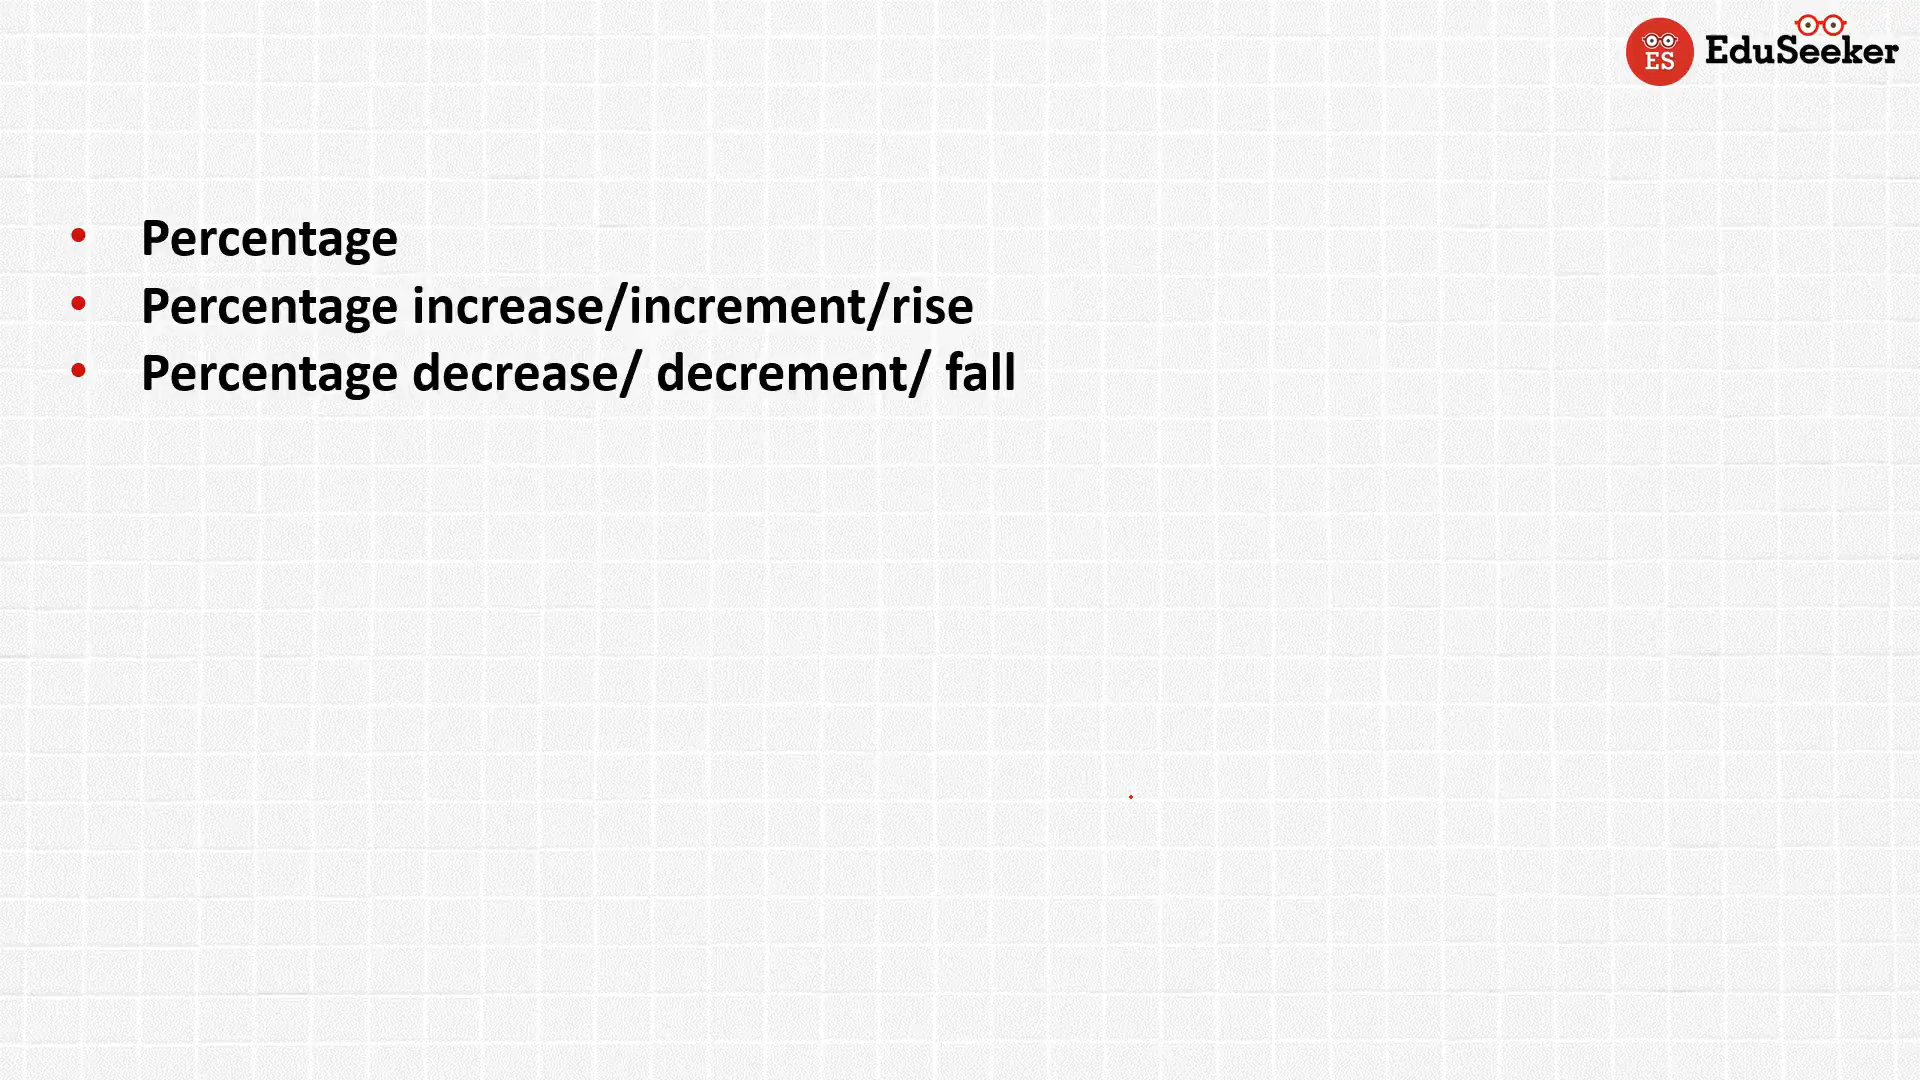 ES EduSeeker
• Percentage
• Percentage increase/increment/rise
• Percentage decrease/ decrement/ fall